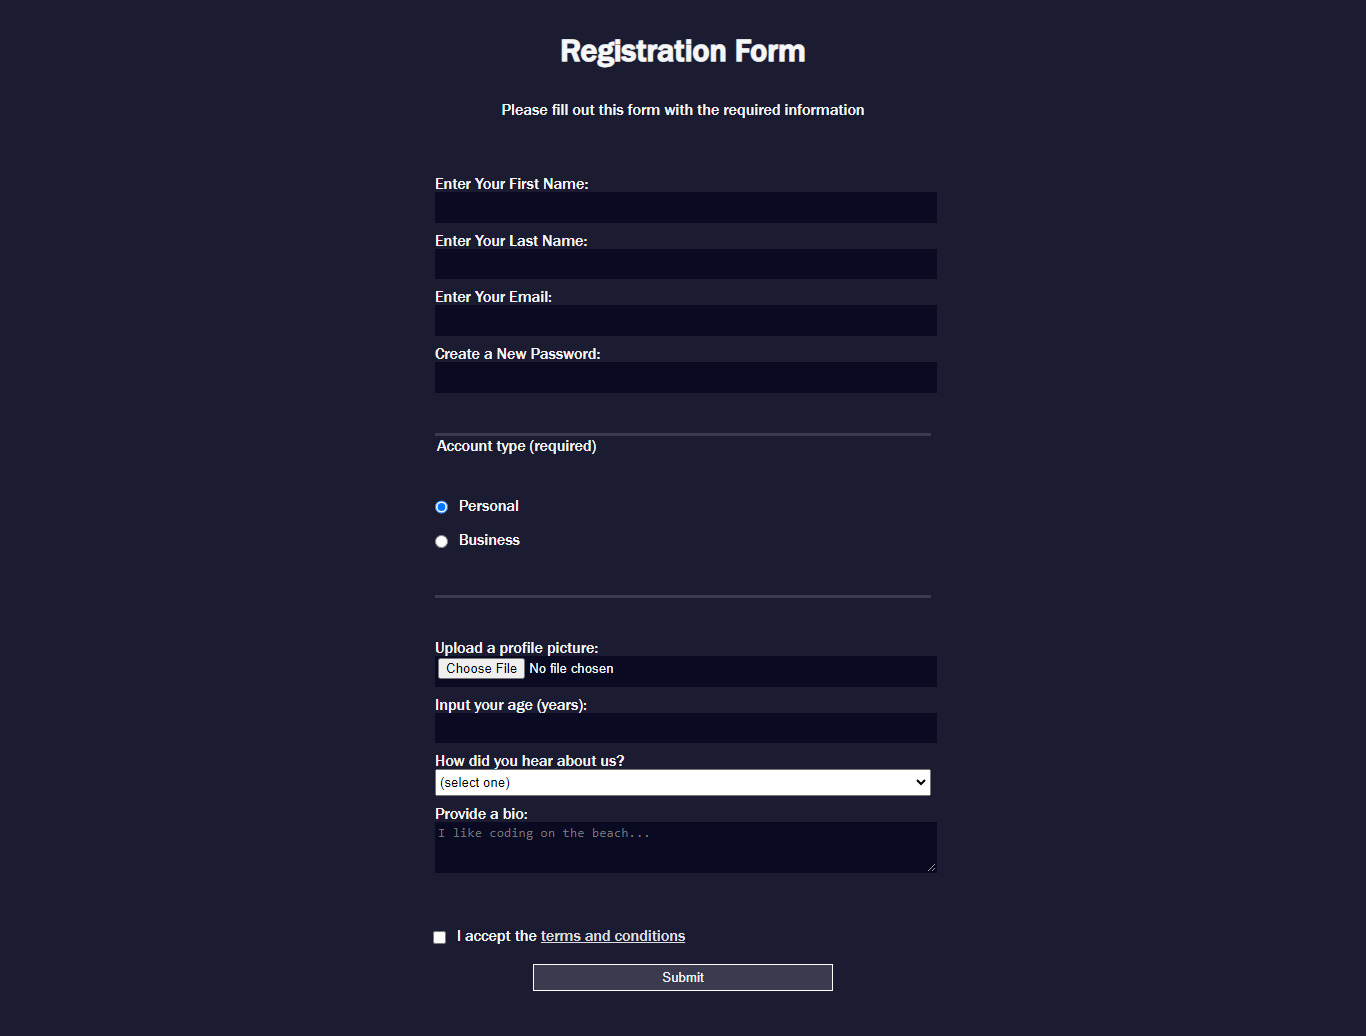 Registration Form
Please fill out this form with the required information
Enter Your First Name:
Enter Your Last Name:
Enter Your Email:
Create a New Password:
Account type (required)
Personal
Business
Upload a profile picture:
Choose File No file chosen
Input your age (years):
How did you hear about us?
(select one)
Provide a bio:
I like coding on the beach...
I accept the terms and conditions
Submit